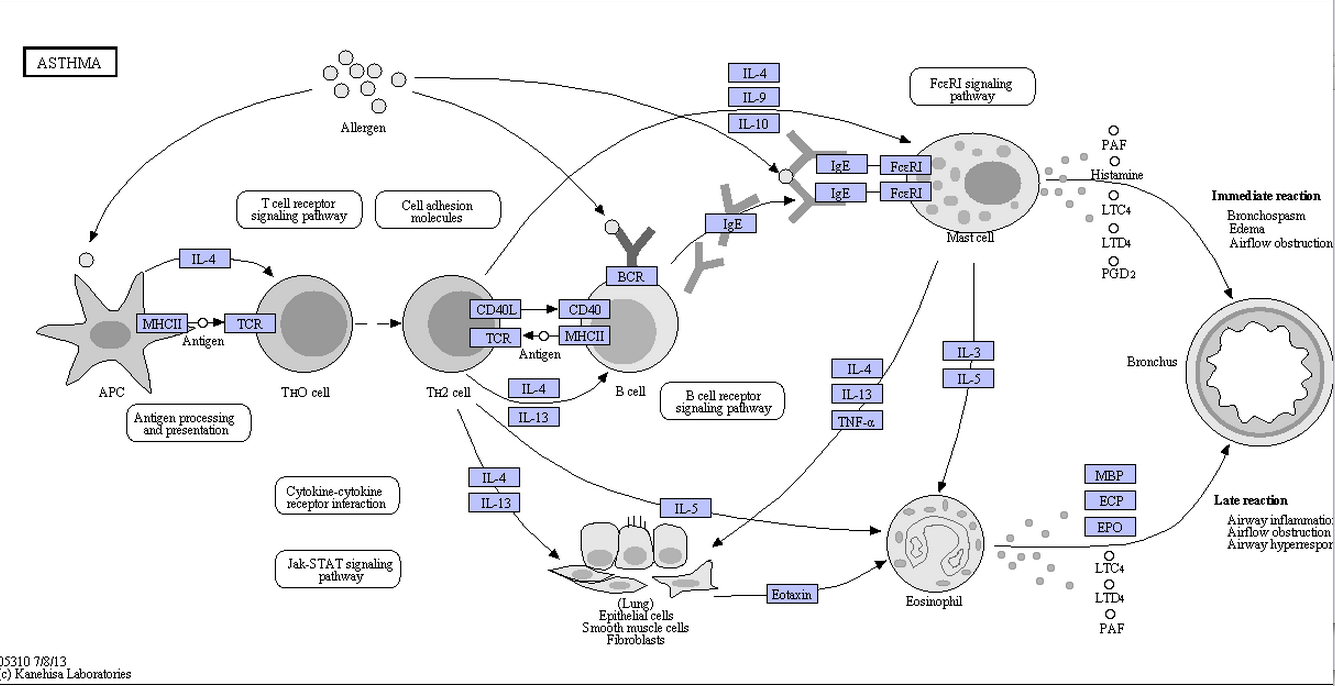 ASTHMA
Allergen
IL-4
IL-9
IL-10
FcεRI signaling
pathway
T cell receptor
signaling pathway
Cell adhesion
molecules
IgE
FcεRI
IgE
FcεRI
IgE
Mast cell
PAF
Histamine
LTC4
LTD4
PGD2
Immediate reaction
Bronchospasm
Edema
Airflow obstruction
IL-4
MHCII
Antigen
TCR
APC
TH0 cell
Antigen processing
and presentation
CD40L
CD40
TCR
MHCII
Antigen
BCR
TH2 cell
B cell
IL-4
IL-13
B cell receptor
signaling pathway
IL-4
IL-13
TNF-α
IL-3
IL-5
Bronchus
Cytokine-cytokine
receptor interaction
Jak-STAT signaling
pathway
IL-4
IL-13
IL-5
(Lung)
Epithelial cells
Smooth muscle cells
Fibroblasts
Eotaxin
Eosinophil
MBP
ECP
EPO
LTC4
LTD4
PAF
Late reaction
Airway inflammatio
Airflow obstruction
Airway hyperrespon
05310 7/8/13
(c) Kanehisa Laboratories